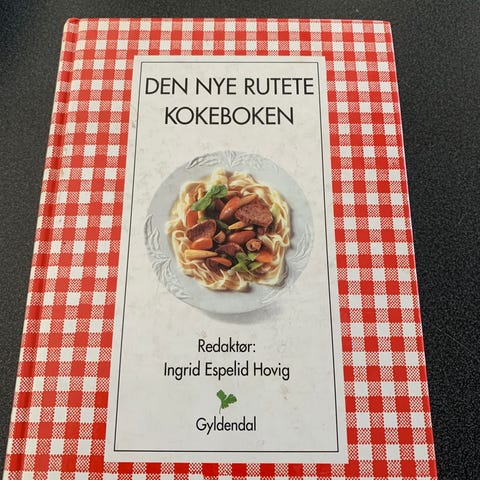 DEN NYE RUTETE
KOKEBOKEN
Redaktør:
Ingrid Espelid Hovig
Gyldendal